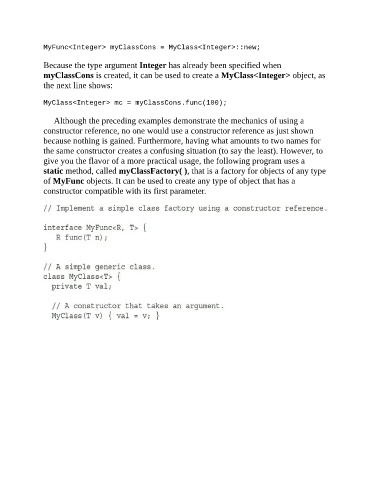 MyFunc<Integer> myClassCons = MyClass<Integer>::new;
Because the type argument Integer has already been specified when
myClassCons is created, it can be used to create a MyClass<Integer> object, as
the next line shows:
MyClass<Integer> mc = myClassCons.func(100);
Although the preceding examples demonstrate the mechanics of using a
constructor reference, no one would use a constructor reference as just shown
because nothing is gained. Furthermore, having what amounts to two names for
the same constructor creates a confusing situation (to say the least). However, to
give you the flavor of a more practical usage, the following program uses a
static method, called myClassFactory( ), that is a factory for objects of any type
of MyFunc objects. It can be used to create any type of object that has a
constructor compatible with its first parameter.
// Implement a simple class factory using a constructor reference.
interface MyFunc<R, T> {
R func(T n);
}
// A simple generic class.
class MyClass<T> {
private T val;
// A constructor that takes an argument.
MyClass(T v) { val = v; }